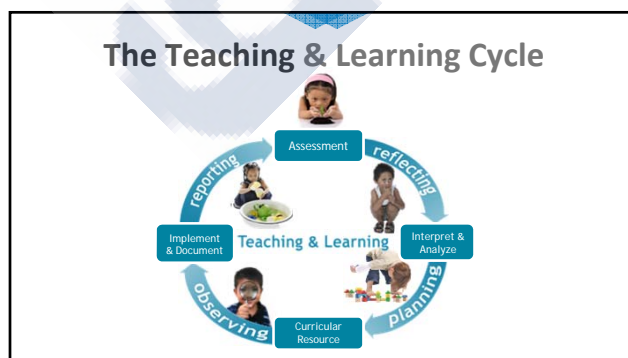 The Teaching & Learning Cycle
Assessment
reporting
reflecting
Implement
& Document
Teaching & Learning
Interpret &
Analyze
observing
planning
Curricular
Resource